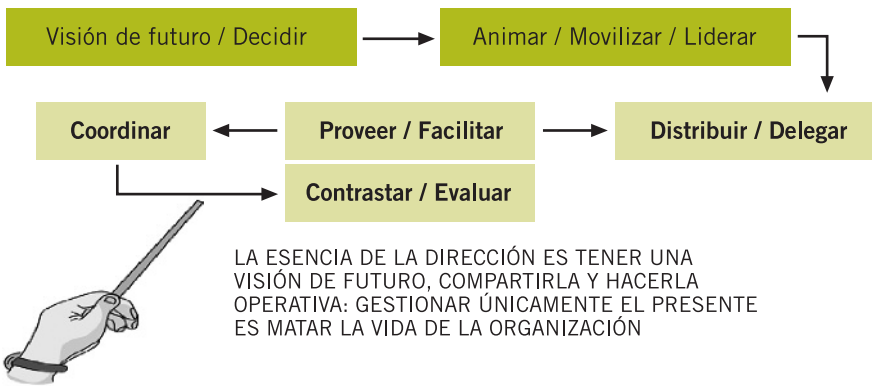 Visión de futuro / Decidir
Animar / Movilizar / Liderar
Coordinar
Proveer / Facilitar
Distribuir / Delegar
Contrastar / Evaluar
LA ESENCIA DE LA DIRECCIÓN ES TENER UNA
VISIÓN DE FUTURO, COMPARTIRLA Y HACERLA
OPERATIVA: GESTIONAR ÚNICAMENTE EL PRESENTE
ES MATAR LA VIDA DE LA ORGANIZACIÓN